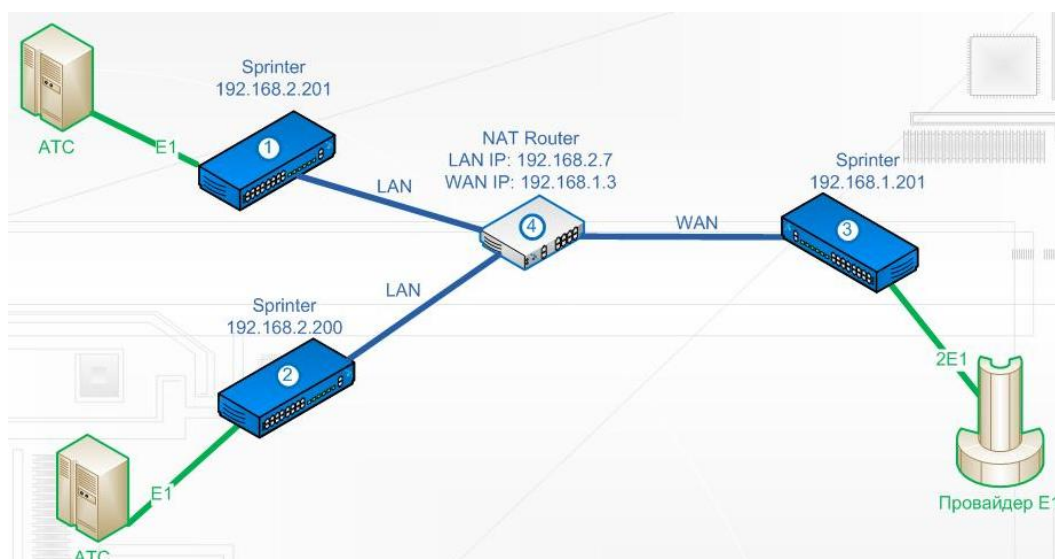 Sprinter
192.168.2.201
1
АТС
E1
NAT Router
LAN IP: 192.168.2.7
WAN IP: 192.168.1.3
4
LAN
WAN
Sprinter
192.168.1.201
3
LAN
Sprinter
192.168.2.200
2
2E1
E1
АТС
Провайдер E1